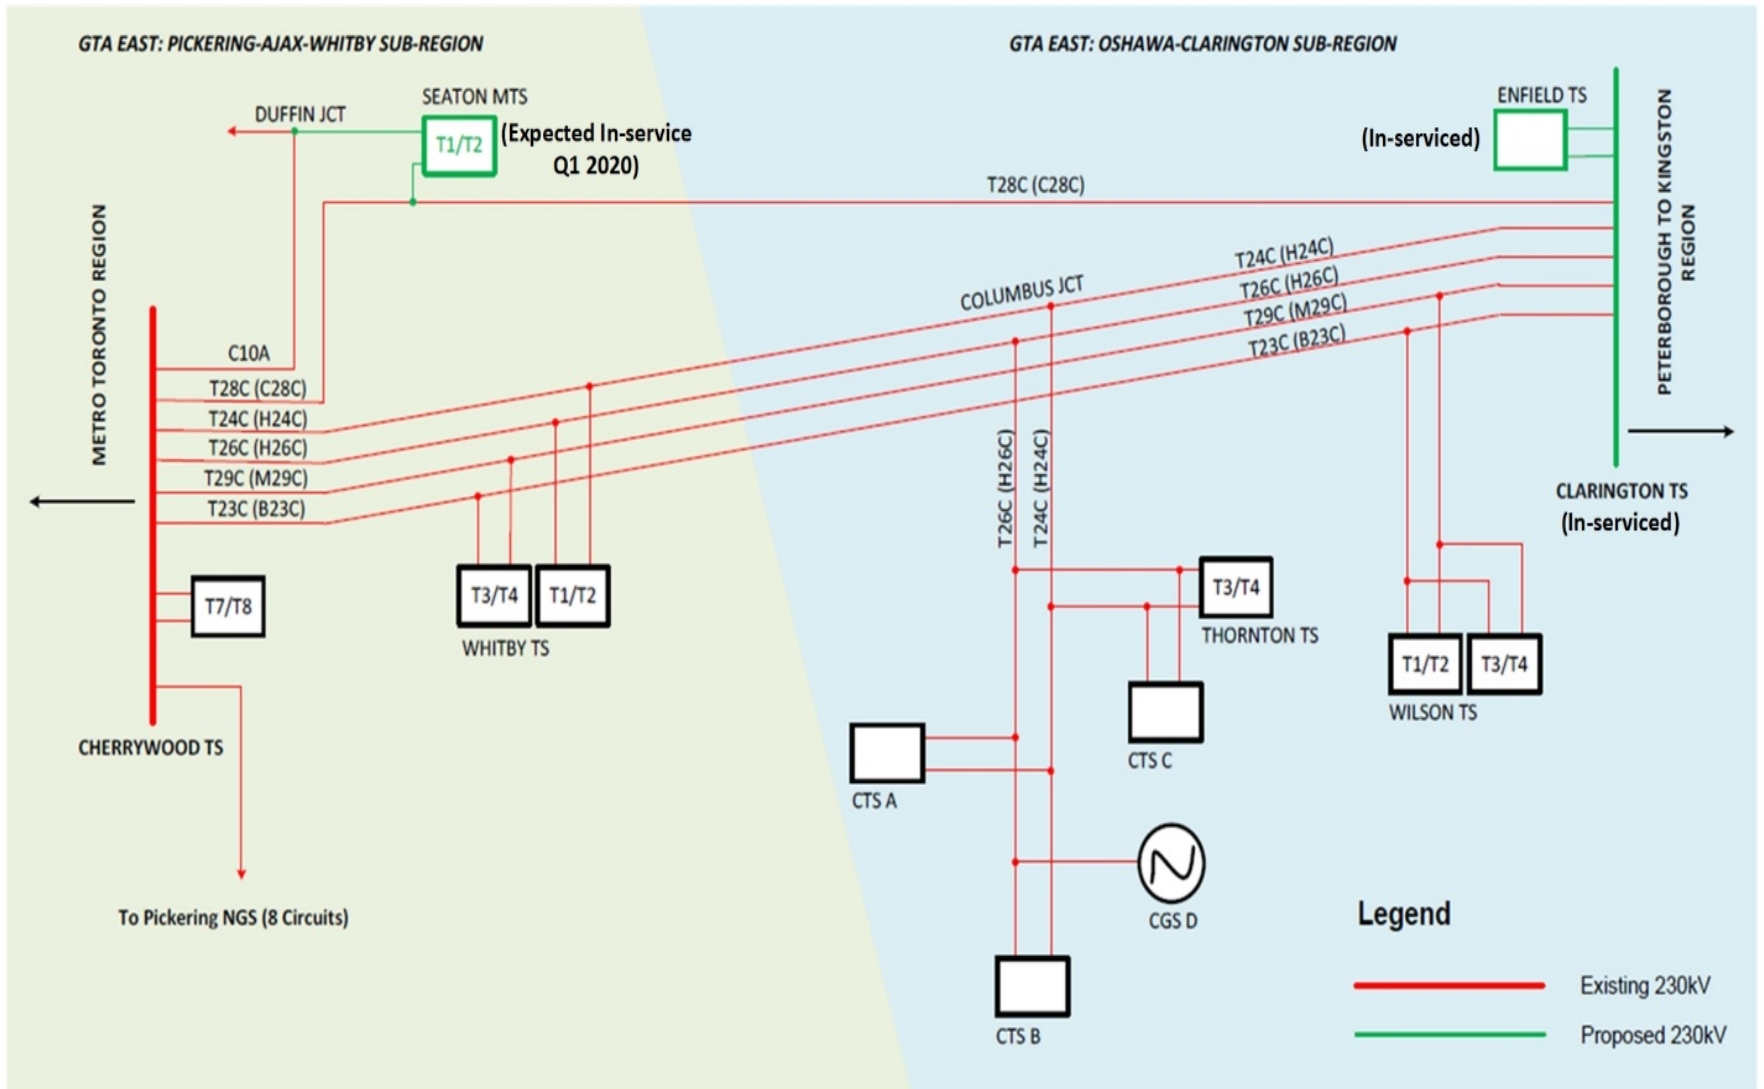 GTA EAST: PICKERING-AJAX-WHITBY SUB-REGION
GTA EAST: OSHAWA-CLARINGTON SUB-REGION
DUFFIN JCT
SEATON MTS
T1/T2
(Expected In-service
Q1 2020)
ENFIELD TS
(In-serviced)
PETERBOROUGH TO KINGSTON
REGION
METRO TORONTO REGION
T28C (C28C)
T24C (H24C)
T26C (H26C)
T29C (M29C)
T23C (B23C)
COLUMBUS JCT
C10A
T28C (C28C)
T24C (H24C)
T26C (H26C)
T29C (M29C)
T23C (B23C)
T26C (H26C)
T24C (H24C)
CLARINGTON TS
(In-serviced)
T7/T8
T3/T4
T1/T2
WHITBY TS
T3/T4
THORNTON TS
T1/T2
T3/T4
WILSON TS
CHERRYWOOD TS
CTS C
CTS A
CGS D
CTS B
To Pickering NGS (8 Circuits)
Legend
Existing 230kV
Proposed 230kV